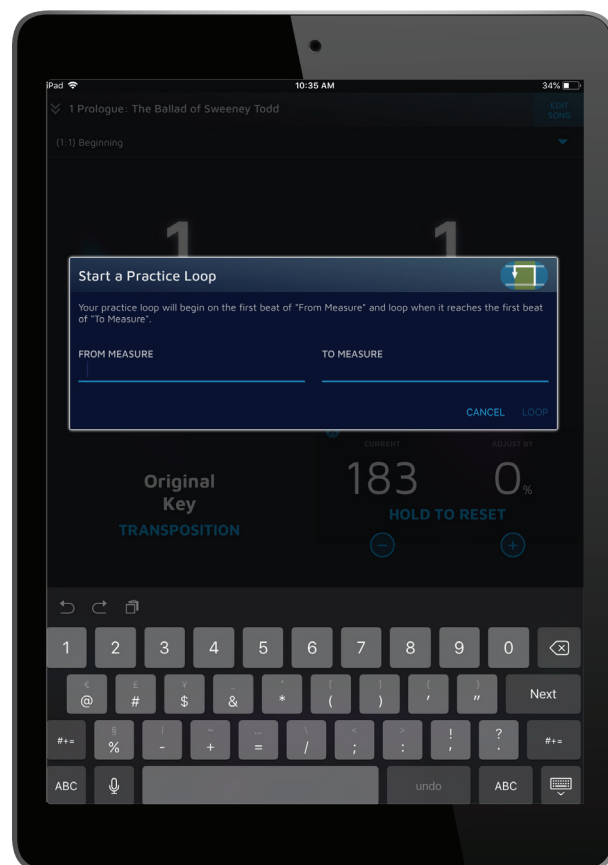 iPad 10:35 AM 34%
1 Prologue: The Ballad of Sweeney Todd
EDIT
SONG
(1:1) Beginning
1 1
Start a Practice Loop
Your practice loop will begin on the first beat of "From Measure" and loop when it reaches the first beat
of "To Measure".
FROM MEASURE TO MEASURE
CANCEL LOOP
CURRENT ADJUST BY
183 0%
Original
Key
HOLD TO RESET
TRANSPOSITION
− +
1 2 3 4 5 6 7 8 9 0
€ £ ¥ _ ^ [ ] { }
@ # $ & * ( ) ' "
Next
§ | ~ … \ < > ! ?
#+= % - + = / ; : , . #+=
ABC undo ABC